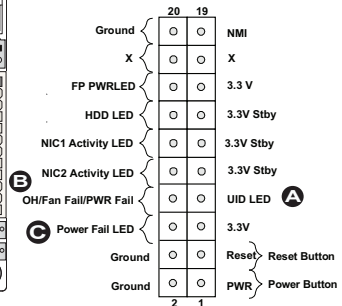 20 19
Ground NMI
X X
FP PWRLED 3.3 V
HDD LED 3.3V Stby
NIC1 Activity LED 3.3V Stby
NIC2 Activity LED 3.3V Stby
B
OH/Fan Fail/PWR Fail UID LED A
C Power Fail LED 3.3V
Ground Reset Reset Button
Ground PWR Power Button
2 1